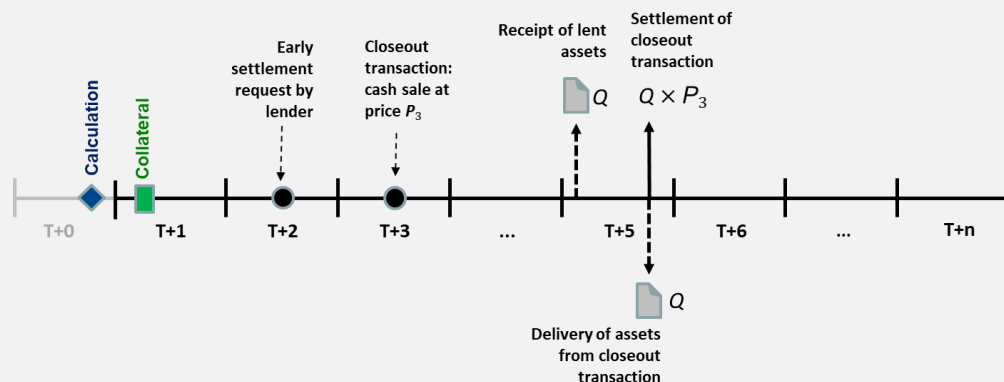 Calculation
Collateral
Early
settlement
request by
lender
Closeout
transaction:
cash sale at
price P₃
Receipt of lent
assets
Q
Settlement of
closeout
transaction
Q × P₃
T+0
T+1
T+2
T+3
...
T+5
T+6
...
T+n
Q
Delivery of assets
from closeout
transaction